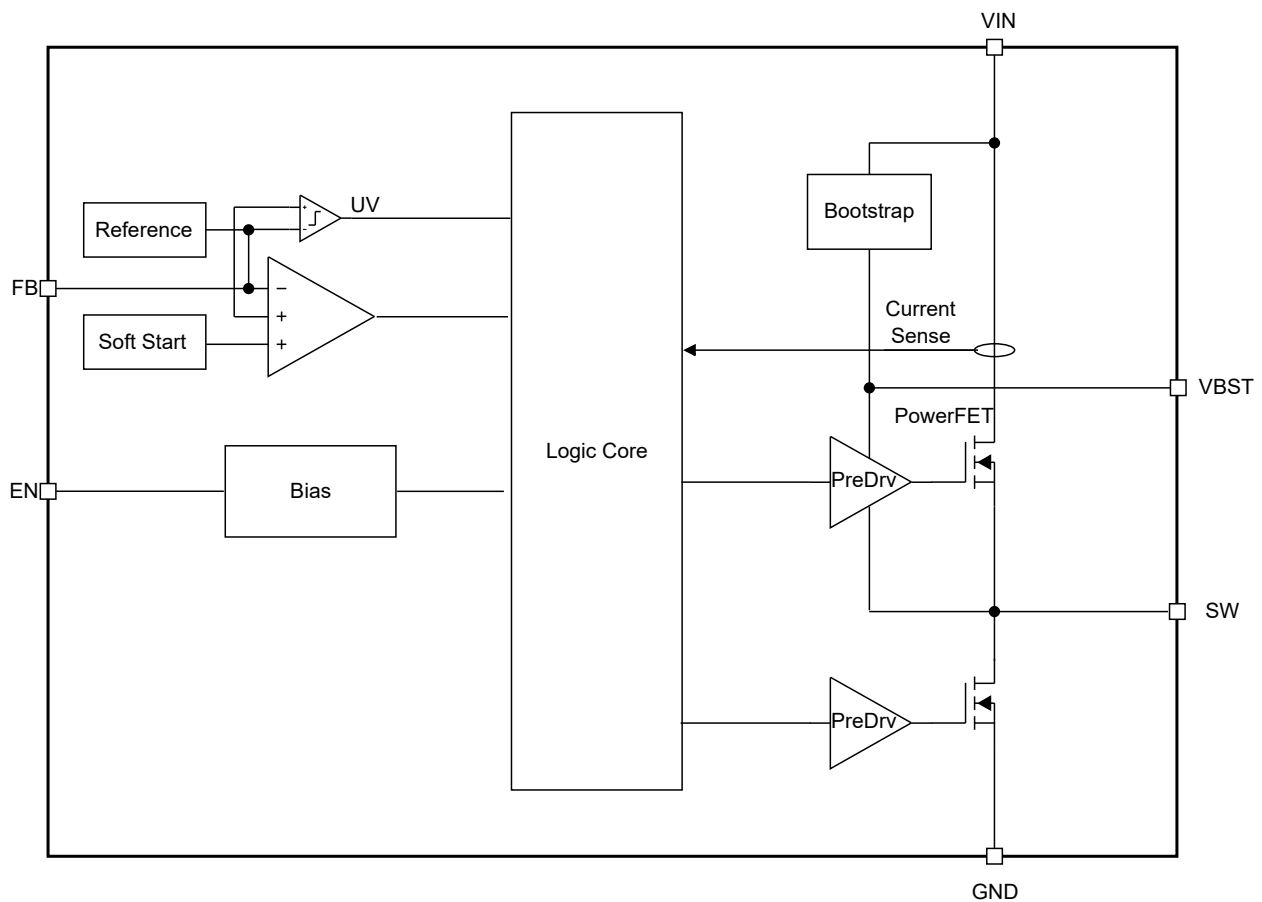 VIN
Reference
UV
+
-
Bootstrap
FB
−
+
+
Soft Start
Current
Sense
VBST
PowerFET
Logic Core
EN
Bias
PreDrv
SW
PreDrv
GND